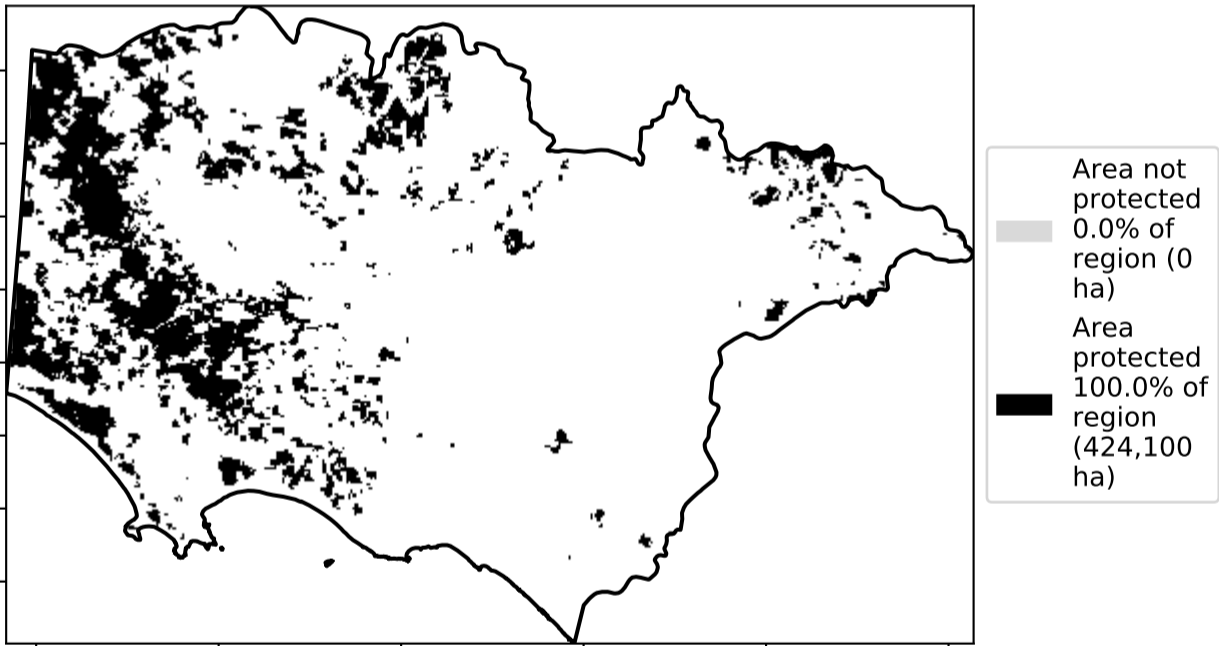 Area not
protected
0.0% of
region (0
ha)
Area
protected
100.0% of
region
(424,100
ha)